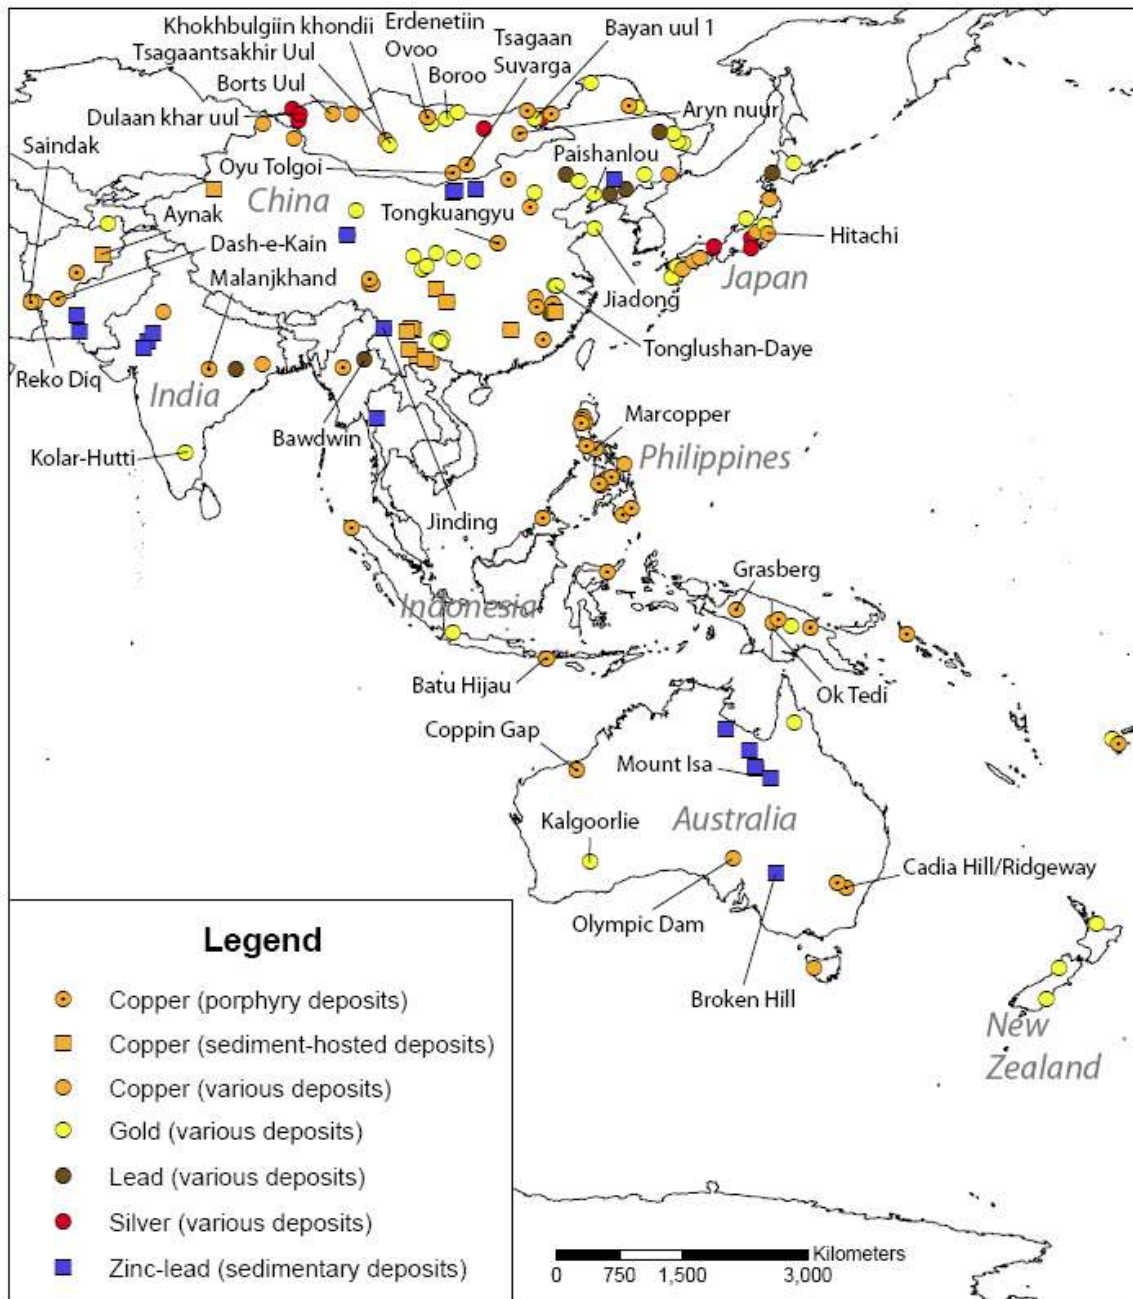 Khokhbulgiin khondii
Tsagaantsakhir Uul
Borts Uul
Dulaan khar uul
Saindak
Erdenetiin
Ovoo
Boroo
Tsagaan
Suvarga
Bayan uul 1
Aryn nuur
Oyu Tolgoi
China
Paishanlou
Aynak
Tongkuangyu
Dash-e-Kain
Malanjkhand
Hitachi
Japan
Jiadong
Tonglushan-Daye
Reko Diq
India
Bawdwin
Marcopper
Kolar-Hutti
Philippines
Jinding
Grasberg
Indonesia
Batu Hijau
Ok Tedi
Coppin Gap
Mount Isa
Kalgoorlie
Australia
Cadia Hill/Ridgeway
Olympic Dam
Broken Hill
New
Zealand
Legend
Copper (porphyry deposits)
Copper (sediment-hosted deposits)
Copper (various deposits)
Gold (various deposits)
Lead (various deposits)
Silver (various deposits)
Zinc-lead (sedimentary deposits)
Kilometers
0 750 1,500 3,000